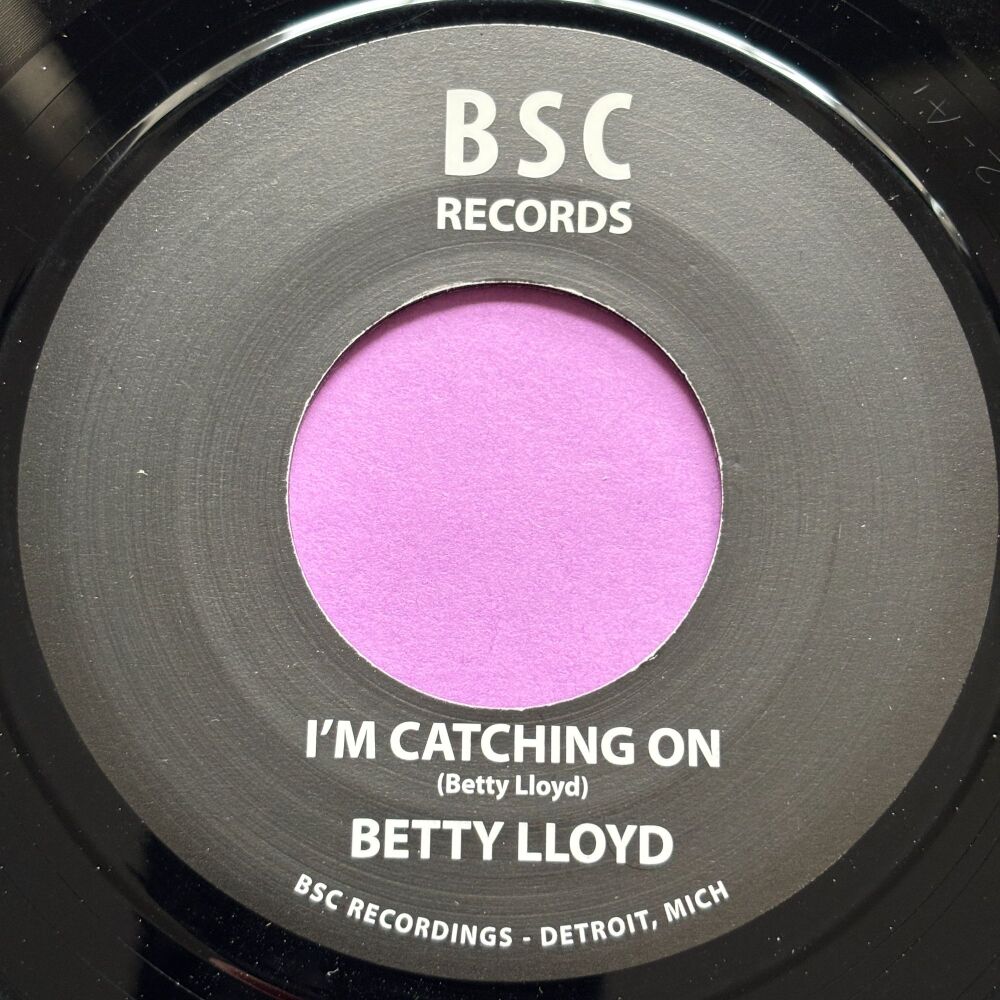 BSC
RECORDS
I'M CATCHING ON
(Betty Lloyd)
BETTY LLOYD
BSC RECORDINGS - DETROIT, MICH